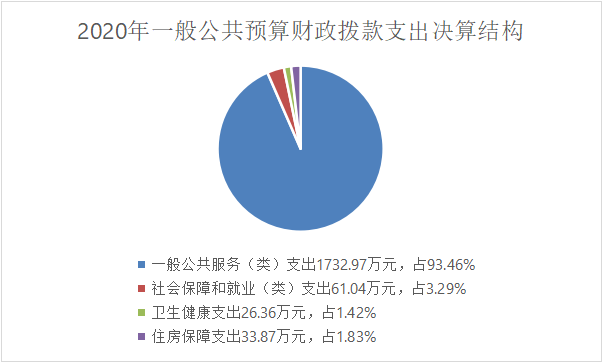 2020年一般公共预算财政拨款支出决算结构
一般公共服务（类）支出1732.97万元，占93.46%
社会保障和就业（类）支出61.04万元，占3.29%
卫生健康支出26.36万元，占1.42%
住房保障支出33.87万元，占1.83%